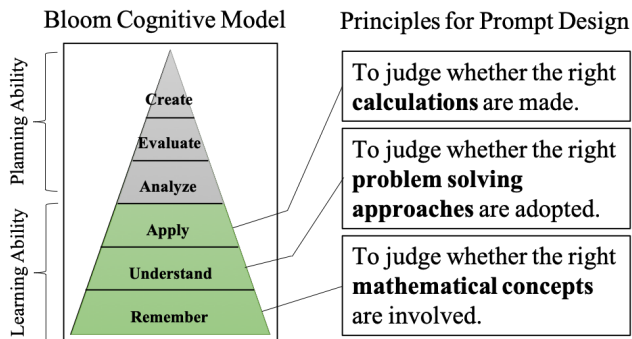 Bloom Cognitive Model
Principles for Prompt Design
Planning Ability
Learning Ability
Create
Evaluate
Analyze
Apply
Understand
Remember
To judge whether the right
calculations are made.
To judge whether the right
problem solving
approaches are adopted.
To judge whether the right
mathematical concepts
are involved.